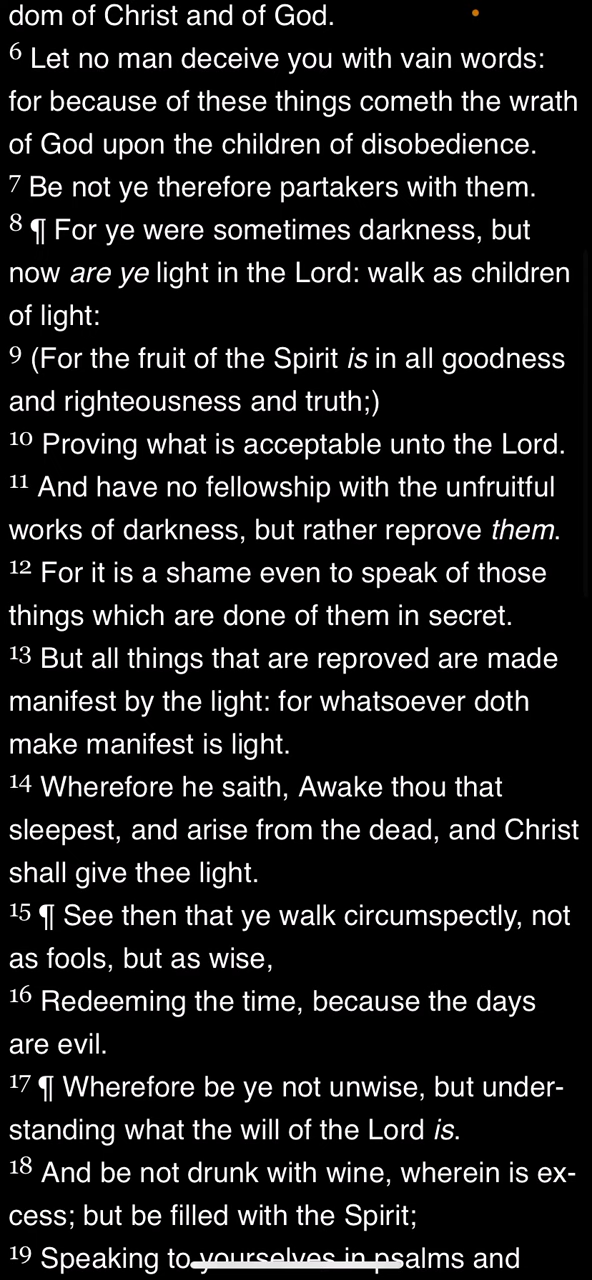 dom of Christ and of God.
6 Let no man deceive you with vain words:
for because of these things cometh the wrath
of God upon the children of disobedience.
7 Be not ye therefore partakers with them.
8 ¶ For ye were sometimes darkness, but
now are ye light in the Lord: walk as children
of light:
9 (For the fruit of the Spirit is in all goodness
and righteousness and truth;)
10 Proving what is acceptable unto the Lord.
11 And have no fellowship with the unfruitful
works of darkness, but rather reprove them.
12 For it is a shame even to speak of those
things which are done of them in secret.
13 But all things that are reproved are made
manifest by the light: for whatsoever doth
make manifest is light.
14 Wherefore he saith, Awake thou that
sleepest, and arise from the dead, and Christ
shall give thee light.
15 ¶ See then that ye walk circumspectly, not
as fools, but as wise,
16 Redeeming the time, because the days
are evil.
17 ¶ Wherefore be ye not unwise, but under-
standing what the will of the Lord is.
18 And be not drunk with wine, wherein is ex-
cess; but be filled with the Spirit;
19 Speaking to yourselves in psalms and